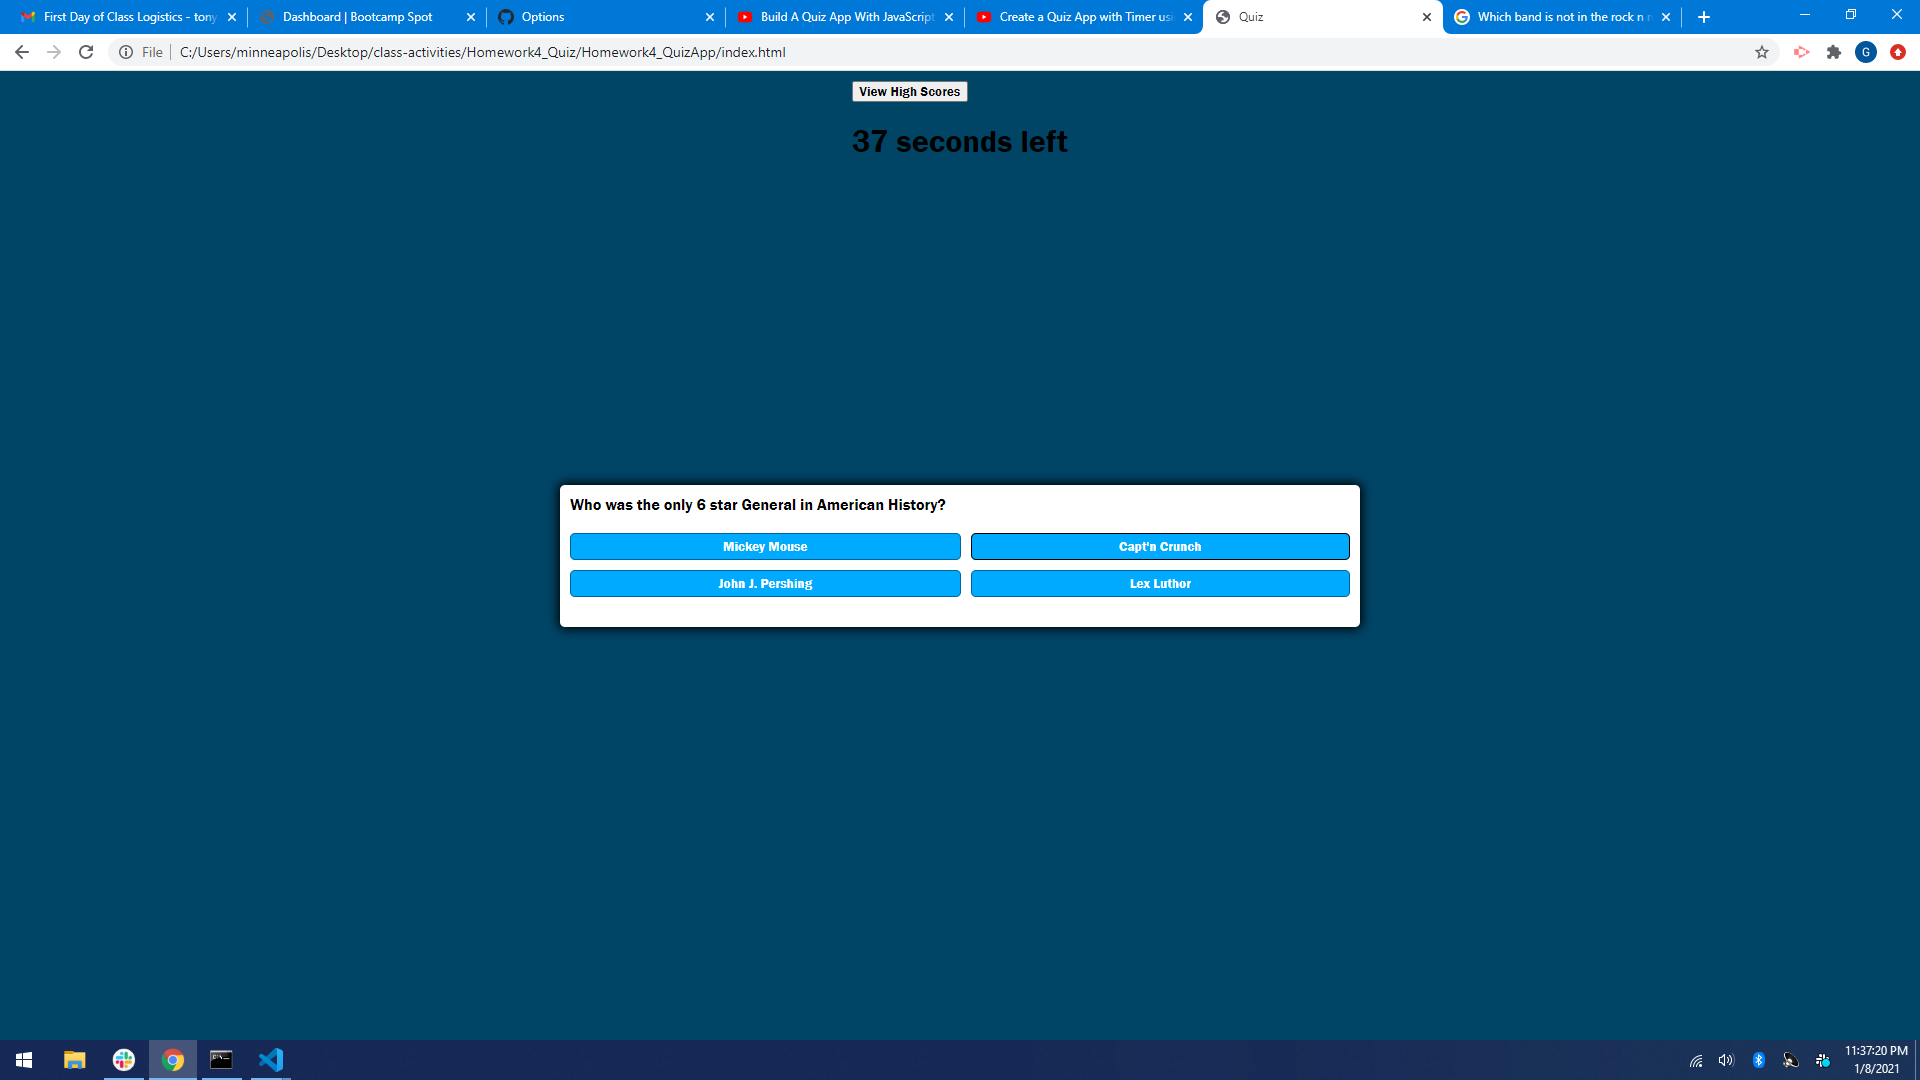 First Day of Class Logistics - tony
Dashboard | Bootcamp Spot
Options
Build A Quiz App With JavaScript
Create a Quiz App with Timer usi
Quiz
Which band is not in the rock n r
File
C:/Users/minneapolis/Desktop/class-activities/Homework4_Quiz/Homework4_QuizApp/index.html
G
View High Scores
37 seconds left
Who was the only 6 star General in American History?
Mickey Mouse
Capt'n Crunch
John J. Pershing
Lex Luthor
11:37:20 PM
1/8/2021